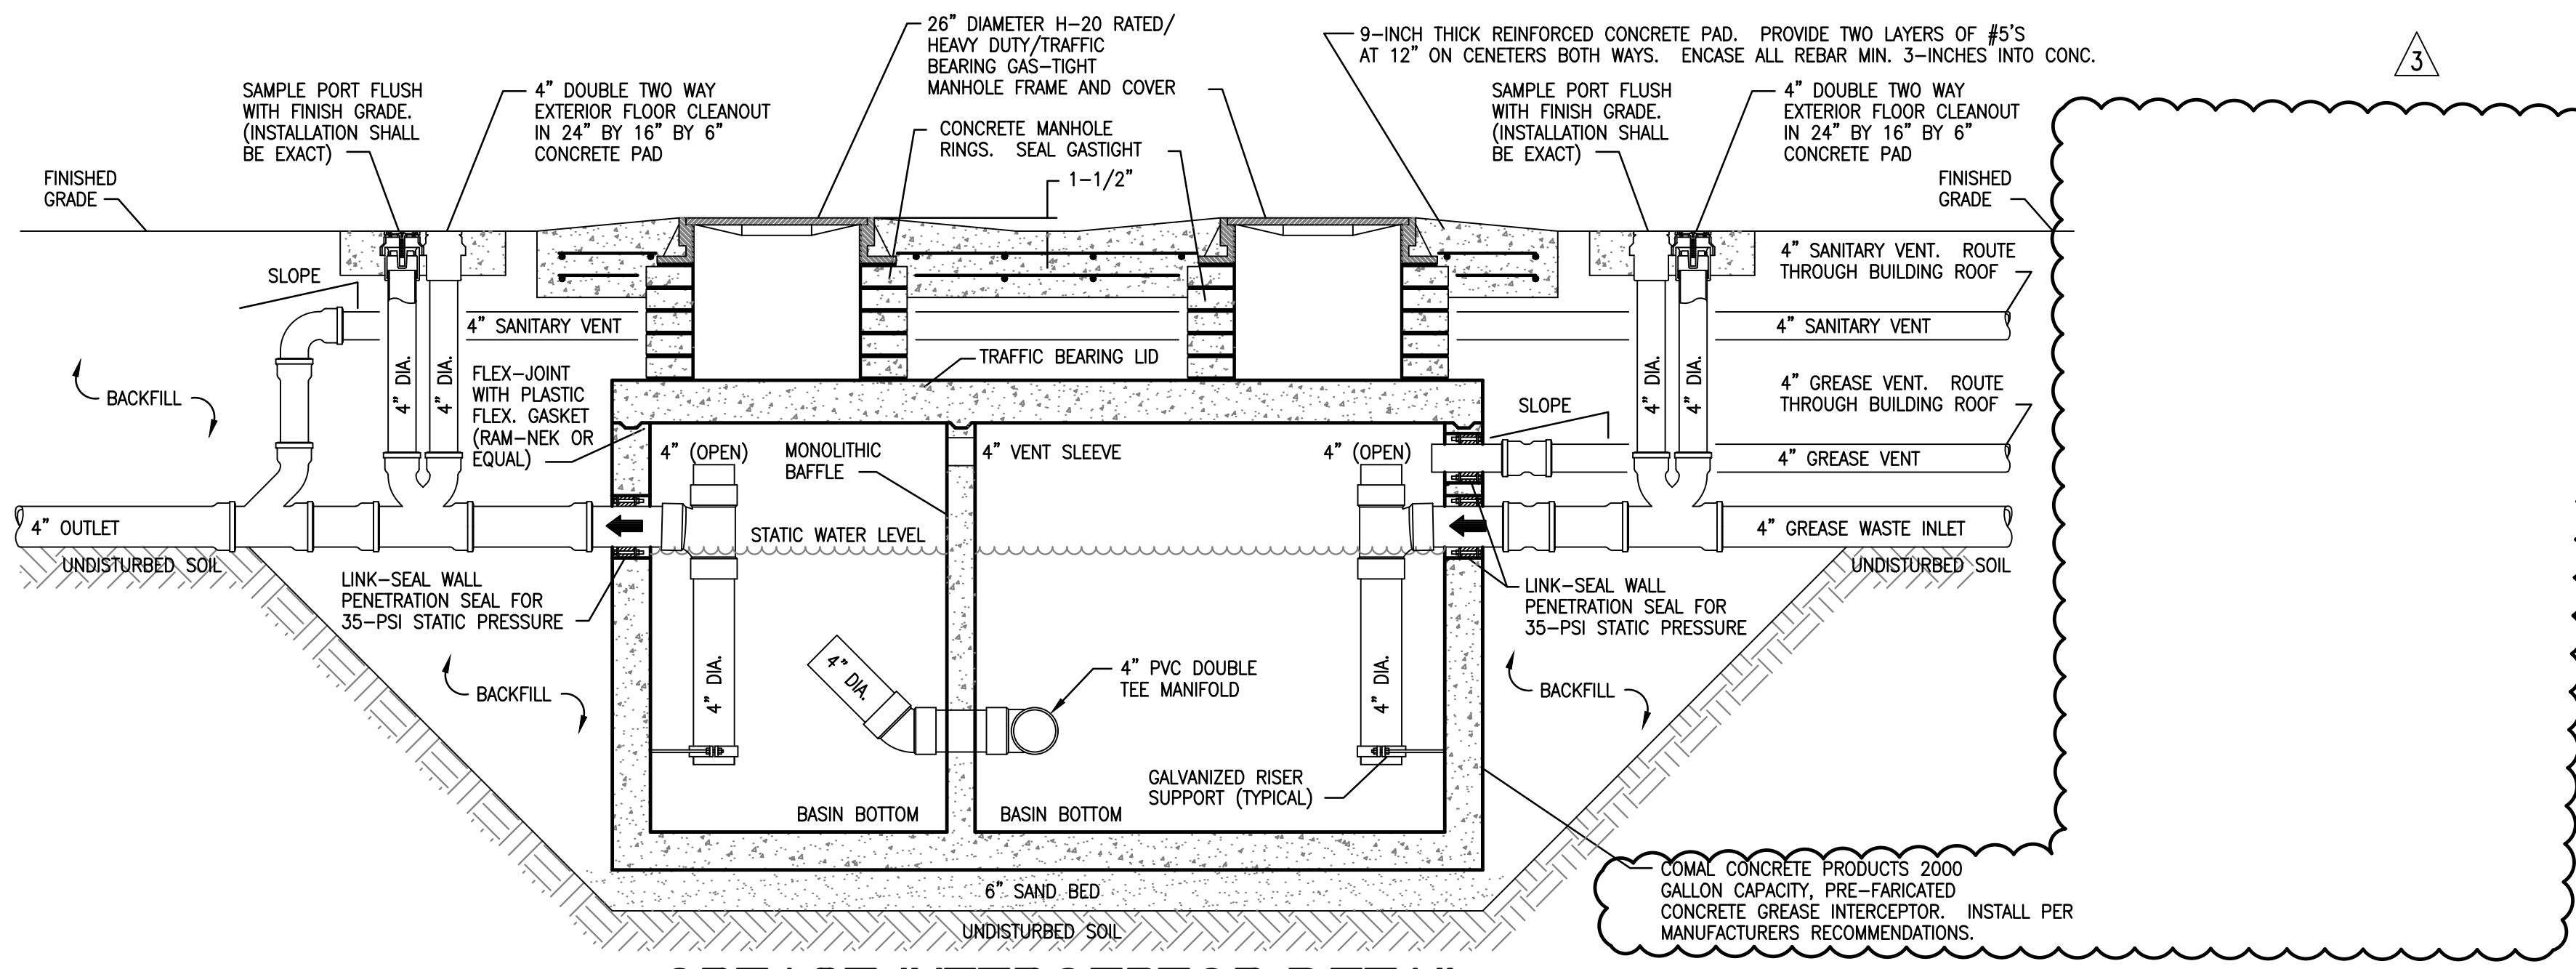 26" DIAMETER H-20 RATED/
HEAVY DUTY/TRAFFIC
BEARING GAS-TIGHT
MANHOLE FRAME AND COVER
9-INCH THICK REINFORCED CONCRETE PAD. PROVIDE TWO LAYERS OF #5'S
AT 12" ON CENETERS BOTH WAYS. ENCASE ALL REBAR MIN. 3-INCHES INTO CONC.
3
SAMPLE PORT FLUSH
WITH FINISH GRADE.
(INSTALLATION SHALL
BE EXACT)
4" DOUBLE TWO WAY
EXTERIOR FLOOR CLEANOUT
IN 24" BY 16" BY 6"
CONCRETE PAD
CONCRETE MANHOLE
RINGS. SEAL GASTIGHT
1-1/2"
SAMPLE PORT FLUSH
WITH FINISH GRADE.
(INSTALLATION SHALL
BE EXACT)
4" DOUBLE TWO WAY
EXTERIOR FLOOR CLEANOUT
IN 24" BY 16" BY 6"
CONCRETE PAD
FINISHED
GRADE
FINISHED
GRADE
SLOPE
4" SANITARY VENT. ROUTE
THROUGH BUILDING ROOF
4" SANITARY VENT
4" SANITARY VENT
TRAFFIC BEARING LID
BACKFILL
4" DIA.
4" DIA.
FLEX-JOINT
WITH PLASTIC
FLEX. GASKET
(RAM-NEK OR
EQUAL)
4" DIA.
4" DIA.
4" GREASE VENT. ROUTE
THROUGH BUILDING ROOF
SLOPE
4" (OPEN)
MONOLITHIC
BAFFLE
4" VENT SLEEVE
4" (OPEN)
4" GREASE VENT
4" OUTLET
STATIC WATER LEVEL
4" GREASE WASTE INLET
UNDISTURBED SOIL
UNDISTURBED SOIL
LINK-SEAL WALL
PENETRATION SEAL FOR
35-PSI STATIC PRESSURE
LINK-SEAL WALL
PENETRATION SEAL FOR
35-PSI STATIC PRESSURE
BACKFILL
4" DIA.
4" DIA.
4" PVC DOUBLE
TEE MANIFOLD
4" DIA.
BACKFILL
GALVANIZED RISER
SUPPORT (TYPICAL)
BASIN BOTTOM
BASIN BOTTOM
6" SAND BED
UNDISTURBED SOIL
COMAL CONCRETE PRODUCTS 2000
GALLON CAPACITY, PRE-FARICATED
CONCRETE GREASE INTERCEPTOR. INSTALL PER
MANUFACTURERS RECOMMENDATIONS.